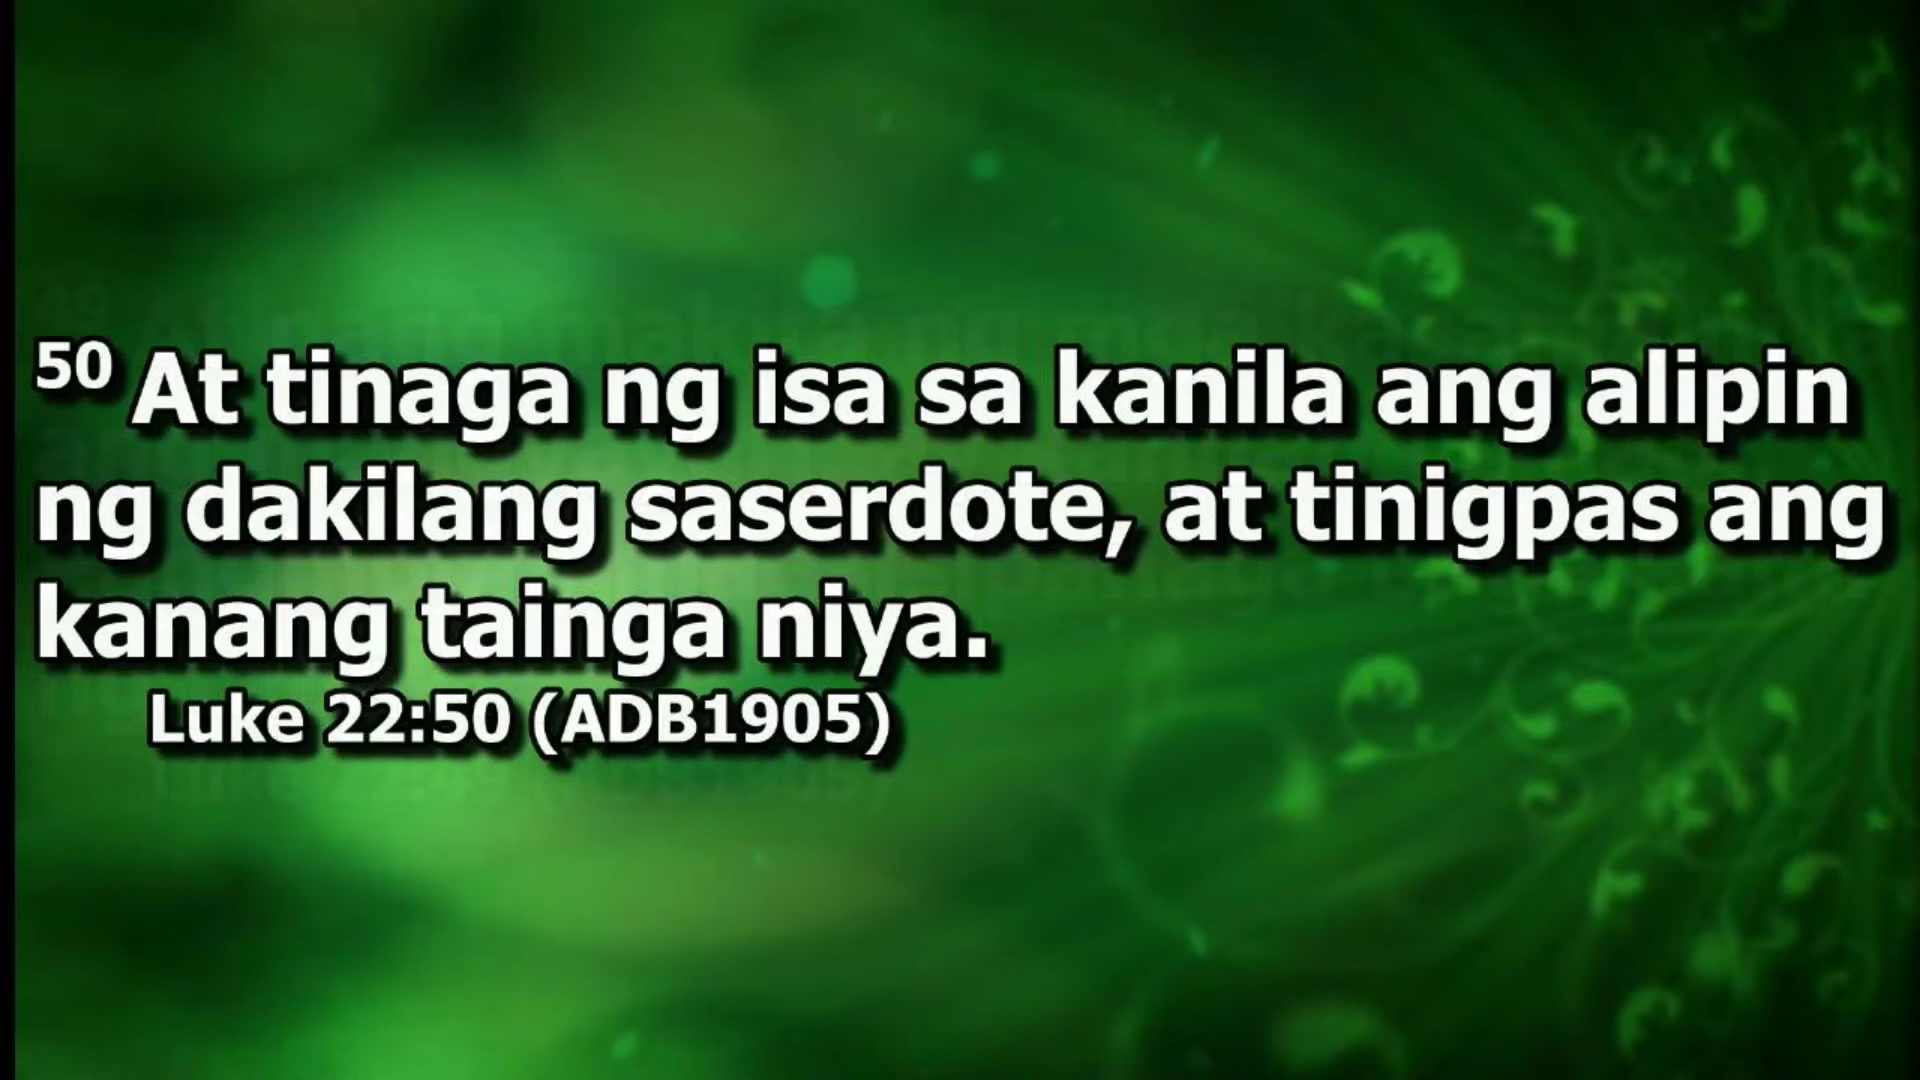 50 At tinaga ng isa sa kanila ang alipin
ng dakilang saserdote, at tinigpas ang
kanang tainga niya.
Luke 22:50 (ADB1905)